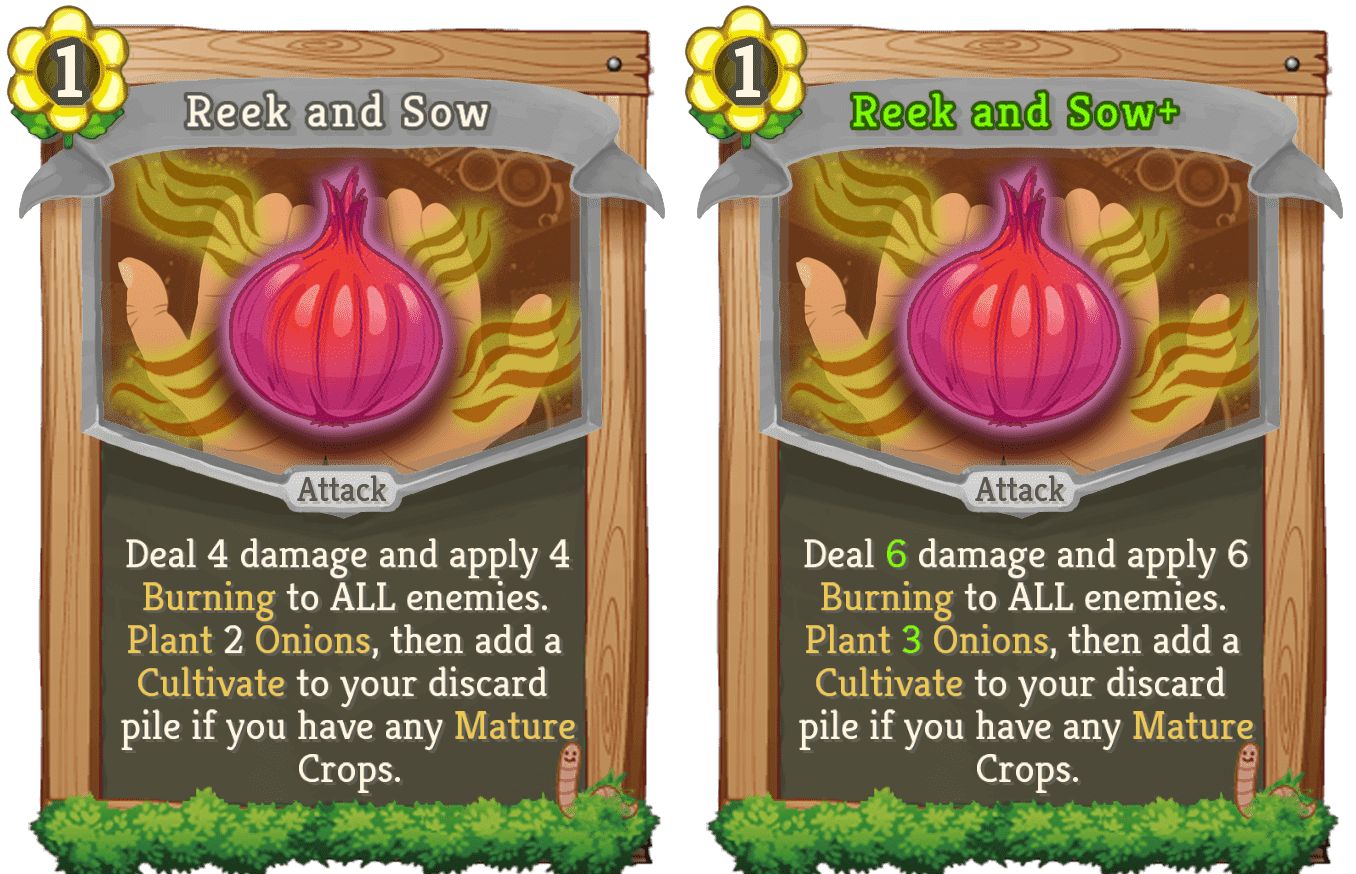 1
Reek and Sow
Attack
Deal 4 damage and apply 4
Burning to ALL enemies.
Plant 2 Onions, then add a
Cultivate to your discard
pile if you have any Mature
Crops.
1
Reek and Sow+
Attack
Deal 6 damage and apply 6
Burning to ALL enemies.
Plant 3 Onions, then add a
Cultivate to your discard
pile if you have any Mature
Crops.